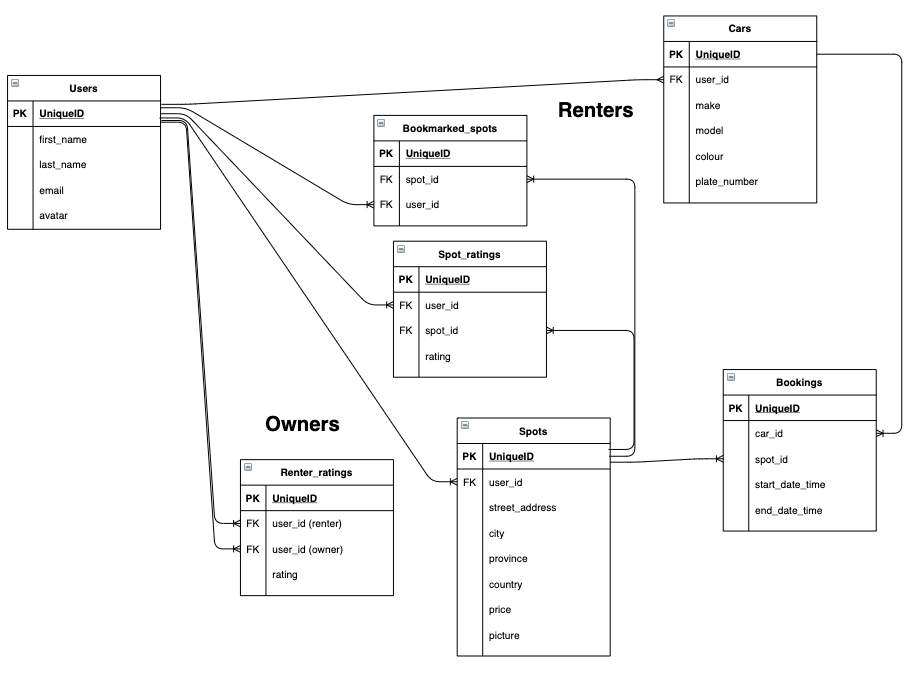 Users
PK UniqueID
first_name
last_name
email
avatar
Cars
PK UniqueID
FK user_id
make
model
colour
plate_number
Renters
Bookmarked_spots
PK UniqueID
FK spot_id
FK user_id
Spot_ratings
PK UniqueID
FK user_id
FK spot_id
rating
Owners
Renter_ratings
PK UniqueID
FK user_id (renter)
FK user_id (owner)
rating
Spots
PK UniqueID
FK user_id
street_address
city
province
country
price
picture
Bookings
PK UniqueID
car_id
spot_id
start_date_time
end_date_time